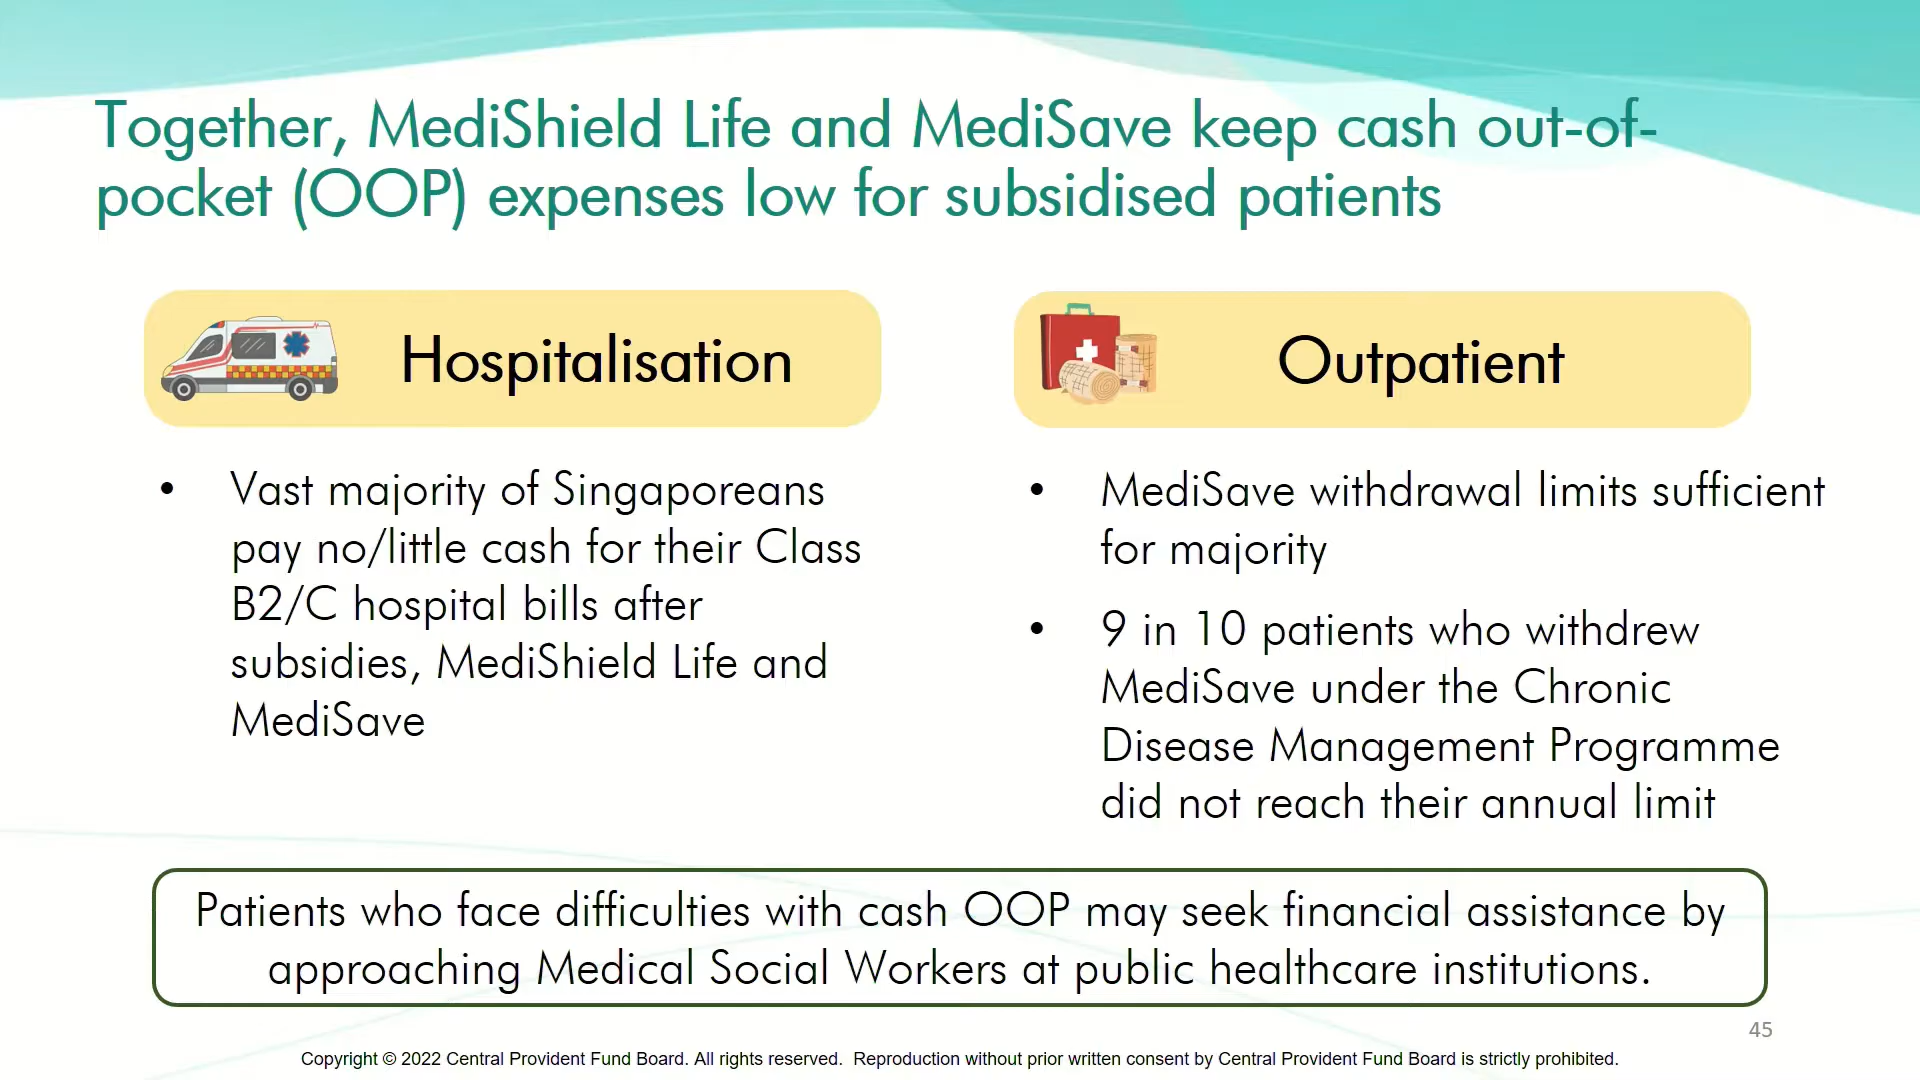 Together, MediShield Life and MediSave keep cash out-of-
pocket (OOP) expenses low for subsidised patients
Hospitalisation
• Vast majority of Singaporeans
pay no/little cash for their Class
B2/C hospital bills after
subsidies, MediShield Life and
MediSave
Outpatient
• MediSave withdrawal limits sufficient
for majority
• 9 in 10 patients who withdrew
MediSave under the Chronic
Disease Management Programme
did not reach their annual limit
Patients who face difficulties with cash OOP may seek financial assistance by
approaching Medical Social Workers at public healthcare institutions.
45
Copyright © 2022 Central Provident Fund Board. All rights reserved.  Reproduction without prior written consent by Central Provident Fund Board is strictly prohibited.